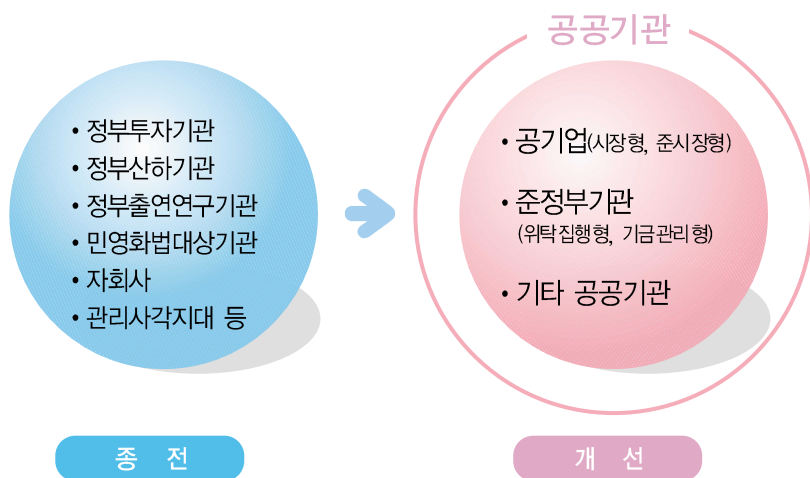 공공기관
• 정부투자기관
• 정부산하기관
• 정부출연연구기관
• 민영화법대상기관
• 자회사
• 관리사각지대 등
• 공기업(시장형, 준시장형)
• 준정부기관
(위탁집행형, 기금관리형)
• 기타 공공기관
종 전
개 선